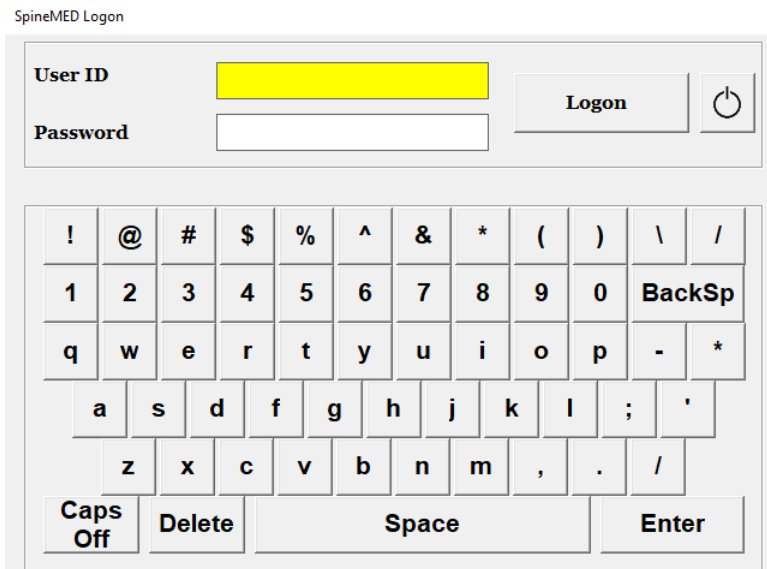 SpineMED Logon
User ID
Logon
Password
! @ # $ % ^ & * ( ) \ /
1 2 3 4 5 6 7 8 9 0 BackSp
q w e r t y u i o p - *
a s d f g h j k l ; '
z x c v b n m , . /
Caps
Off
Delete
Space
Enter